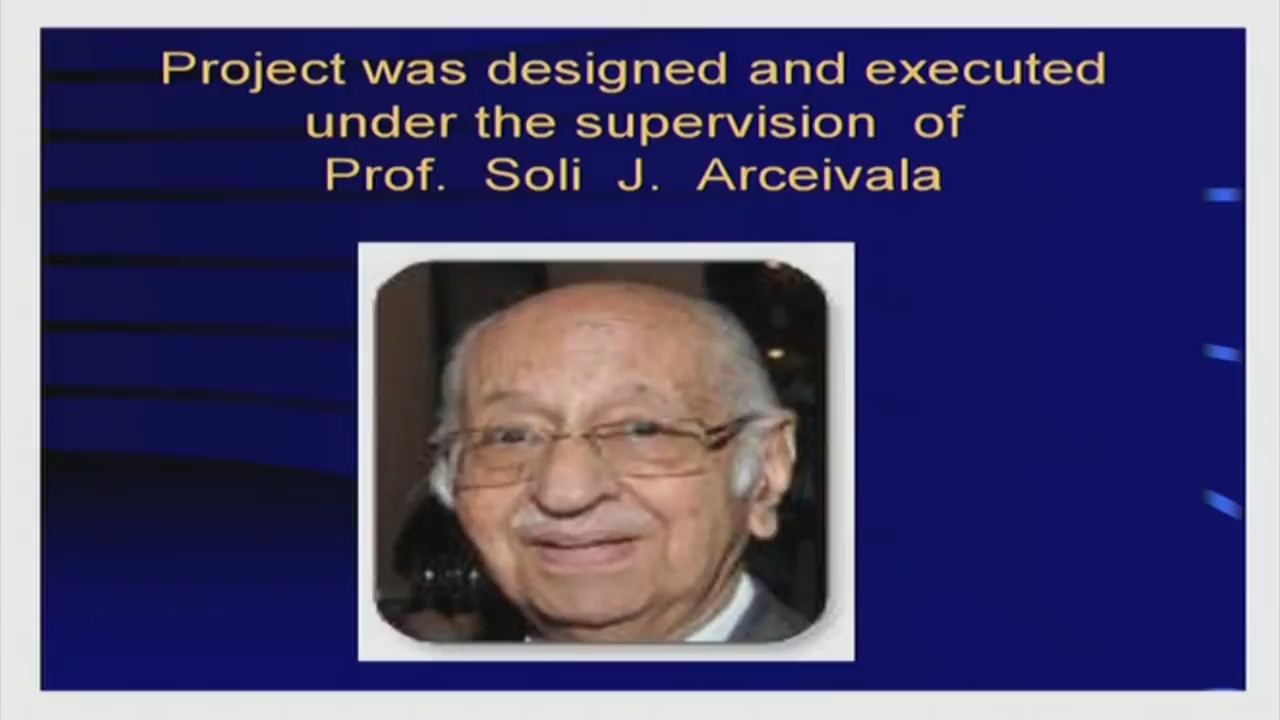 Project was designed and executed
under the supervision of
Prof. Soli J. Arceivala